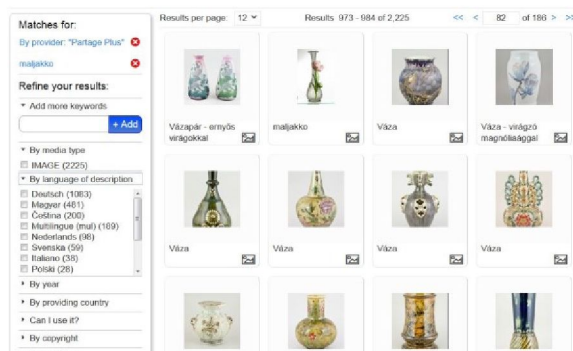 Matches for:
By provider: "Partage Plus"
maljakko
Refine your results:
Add more keywords
+ Add
By media type
IMAGE (2225)
By language of description
Deutsch (1083)
Magyar (481)
Čeština (200)
Multilingue (mul) (189)
Nederlands (98)
Svenska (59)
Italiano (38)
Polski (28)
By year
By providing country
Can I use it?
By copyright
Results per page: 12
Results 973 - 984 of 2,225
<< < 82 of 186 > >>
Vázapár - ernyős virágokkal
maljakko
Váza
Váza - virágzó magnóliaággal
Váza
Váza
Váza
Váza